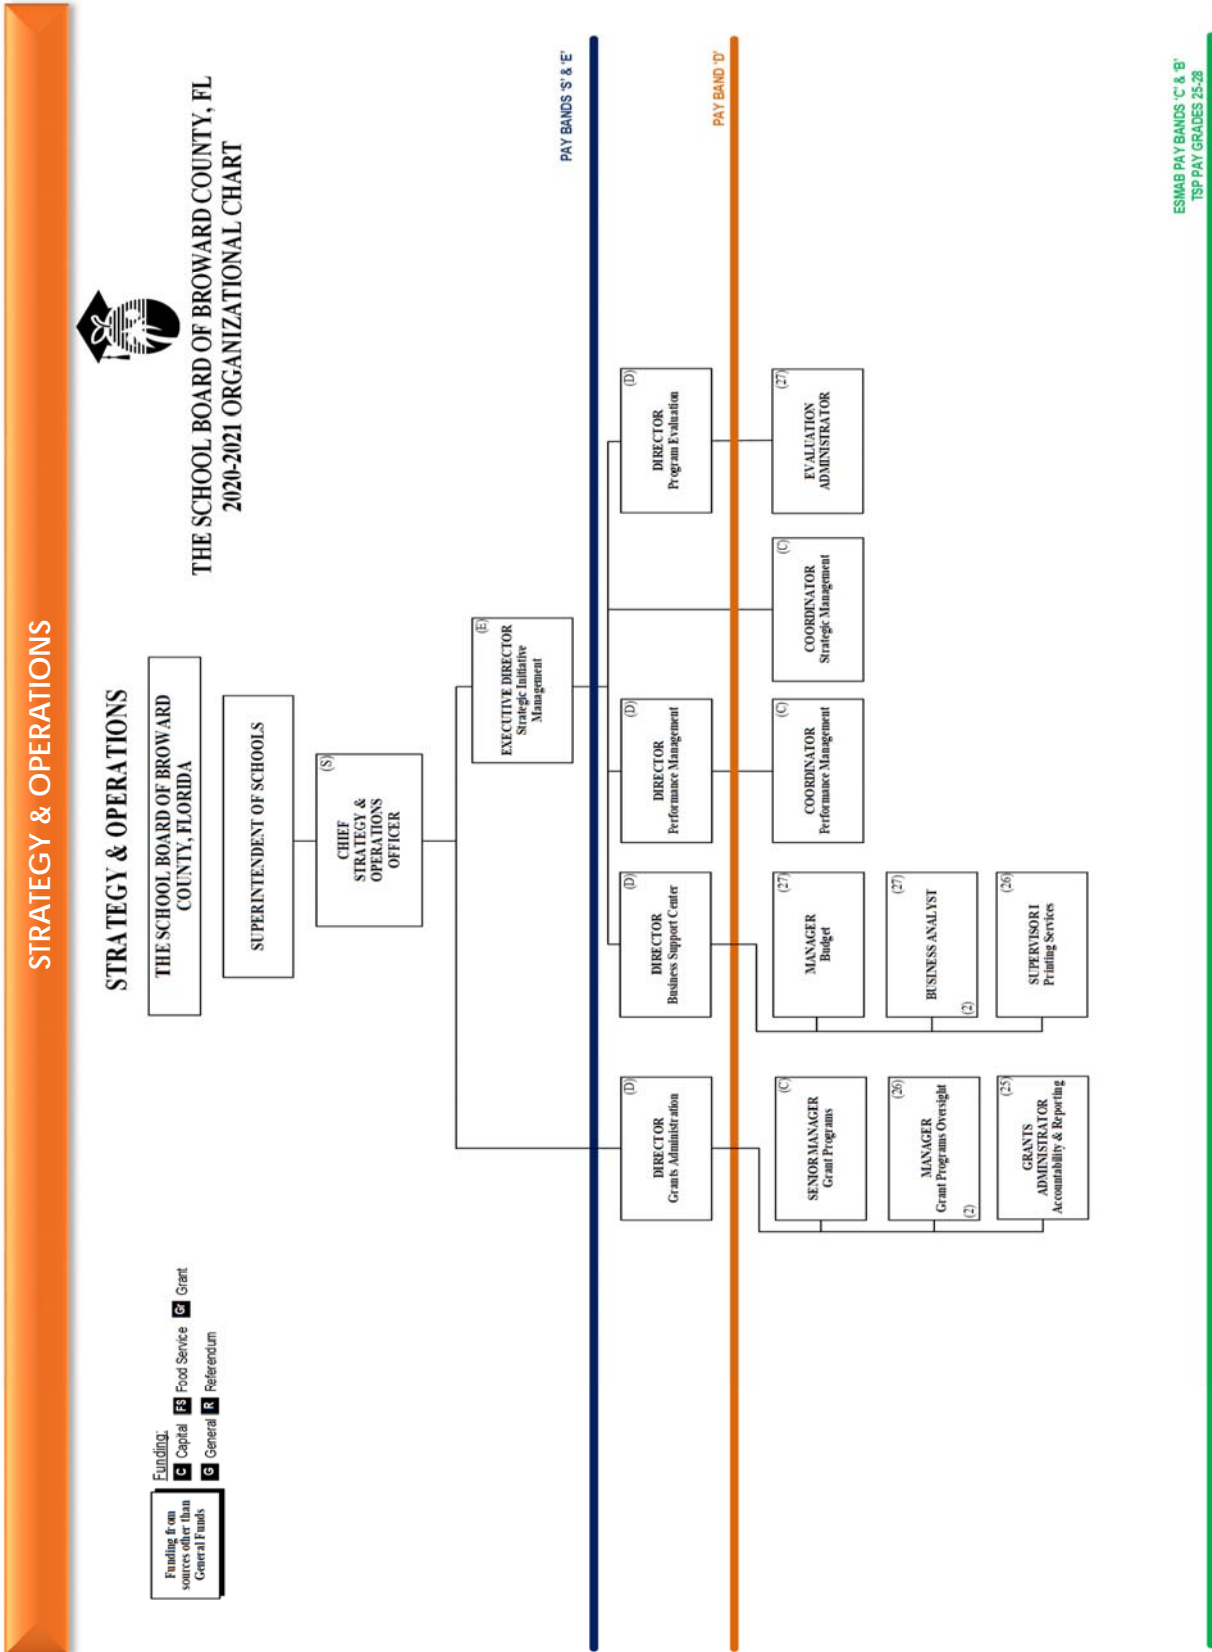 STRATEGY & OPERATIONS
STRATEGY & OPERATIONS
THE SCHOOL BOARD OF BROWARD COUNTY, FL
2020-2021 ORGANIZATIONAL CHART
Funding from
sources other than
General Funds
Funding:
C Capital FS Food Service Gr Grant
G General R Referendum
THE SCHOOL BOARD OF BROWARD
COUNTY, FLORIDA
SUPERINTENDENT OF SCHOOLS
(S)
CHIEF
STRATEGY &
OPERATIONS
OFFICER
(E)
EXECUTIVE DIRECTOR
Strategic Initiative
Management
PAY BANDS 'S' & 'E'
(D)
DIRECTOR
Grants Administration
(D)
DIRECTOR
Business Support Center
(D)
DIRECTOR
Performance Management
(D)
DIRECTOR
Program Evaluation
PAY BAND 'D'
(C)
SENIOR MANAGER
Grant Programs
(27)
MANAGER
Budget
(C)
COORDINATOR
Performance Management
(C)
COORDINATOR
Strategic Management
(27)
EVALUATION
ADMINISTRATOR
(26)
MANAGER
Grant Programs Oversight
(2)
(27)
BUSINESS ANALYST
(2)
(25)
GRANTS
ADMINISTRATOR
Accountability & Reporting
(26)
SUPERVISOR I
Printing Services
ESMAB PAY BANDS 'C' & 'B'
TSP PAY GRADES 25-28